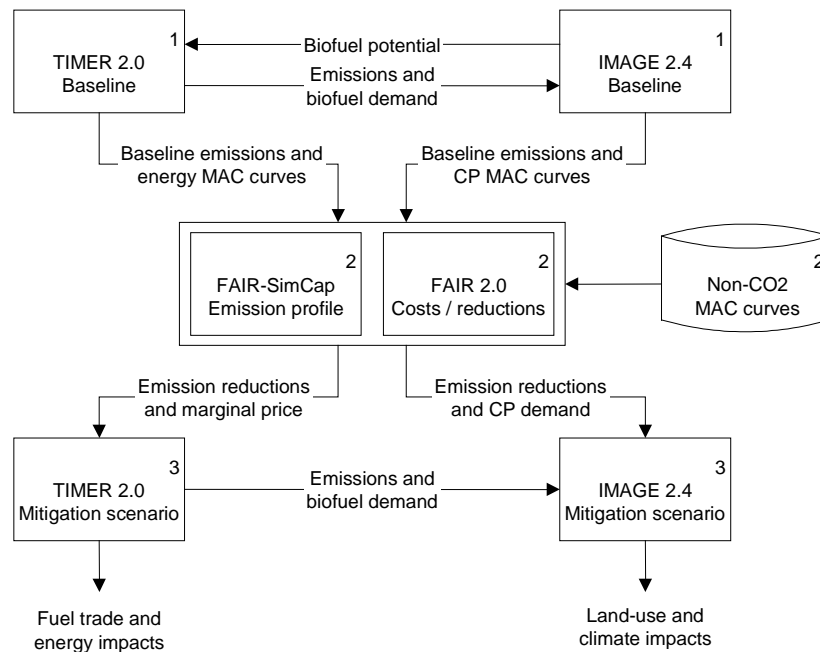 1
TIMER 2.0
Baseline
Biofuel potential
Emissions and
biofuel demand
1
IMAGE 2.4
Baseline
Baseline emissions and
energy MAC curves
Baseline emissions and
CP MAC curves
2
FAIR-SimCap
Emission profile
2
FAIR 2.0
Costs / reductions
2
Non-CO2
MAC curves
Emission reductions
and marginal price
Emission reductions
and CP demand
3
TIMER 2.0
Mitigation scenario
Emissions and
biofuel demand
3
IMAGE 2.4
Mitigation scenario
Fuel trade and
energy impacts
Land-use and
climate impacts